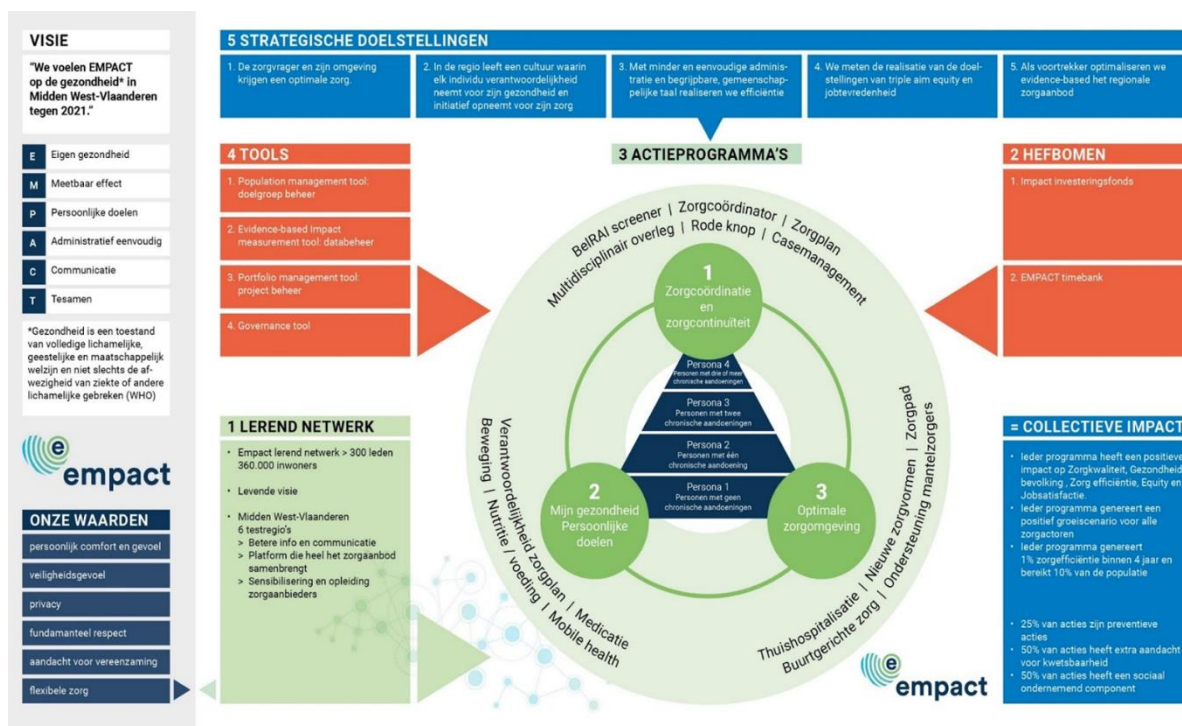 VISIE
"We voelen EMPACT
op de gezondheid* in
Midden West-Vlaanderen
tegen 2021."
E Eigen gezondheid
M Meetbaar effect
P Persoonlijke doelen
A Administratief eenvoudig
C Communicatie
T Tesamen
*Gezondheid is een toestand
van volledige lichamelijke,
geestelijke en maatschappelijk
welzijn en niet slechts de af-
wezigheid van ziekte of andere
lichamelijke gebreken (WHO)
e
empact
ONZE WAARDEN
persoonlijk comfort en gevoel
veiligheidsgevoel
privacy
fundamanteel respect
aandacht voor vereenzaming
flexibele zorg
5 STRATEGISCHE DOELSTELLINGEN
1. De zorgvrager en zijn omgeving
krijgen een optimale zorg.
2. In de regio leeft een cultuur waarin
elk individu verantwoordelijkheid
neemt voor zijn gezondheid en
initiatief opneemt voor zijn zorg
3. Met minder en eenvoudige adminis-
tratie en begrijpbare, gemeenschap-
pelijke taal realiseren we efficiëntie
4. We meten de realisatie van de doel-
stellingen van triple aim equity en
jobtevredenheid
5. Als voortrekker optimaliseren we
evidence-based het regionale
zorgaanbod
4 TOOLS
1. Population management tool:
doelgroep beheer
2. Evidence-based Impact
measurement tool: databeheer
3. Portfolio management tool:
project beheer
4. Governance tool
1 LEREND NETWERK
• Empact lerend netwerk > 300 leden
360.000 inwoners
• Levende visie
• Midden West-Vlaanderen
6 testregio's
> Betere info en communicatie
> Platform die heel het zorgaanbod
samenbrengt
> Sensibilisering en opleiding
zorgaanbieders
3 ACTIEPROGRAMMA'S
BelRAI screener | Zorgcoördinator | Zorgplan
Multidisciplinair overleg | Rode knop | Casemanagement
1
Zorgcoördinatie
en
zorgcontinuïteit
Persona 4
Personen met drie of meer
chronische aandoeningen
Persona 3
Personen met twee
chronische aandoeningen
Persona 2
Personen met één
chronische aandoening
Persona 1
Personen met geen
chronische aandoeningen
2
Mijn gezondheid
Persoonlijke
doelen
3
Optimale
zorgomgeving
Verantwoordelijkheid zorgplan | Medicatie
Beweging | Nutritie / voeding | Mobile health
Thuishospitalisatie | Nieuwe zorgvormen | Zorgpad
Buurtgerichte zorg | Ondersteuning mantelzorgers
e
empact
2 HEFBOMEN
1. Impact investeringsfonds
2. EMPACT timebank
= COLLECTIEVE IMPACT
• Ieder programma heeft een positieve
impact op Zorgkwaliteit, Gezondheid
bevolking , Zorg efficiëntie, Equity en
Jobsatisfactie.
• Ieder programma genereert een
positief groeiscenario voor alle
zorgactoren
• Ieder programma genereert
1% zorgefficiëntie binnen 4 jaar en
bereikt 10% van de populatie
• 25% van acties zijn preventieve
acties
• 50% van acties heeft extra aandacht
voor kwetsbaarheid
• 50% van acties heeft een sociaal
ondernemend component